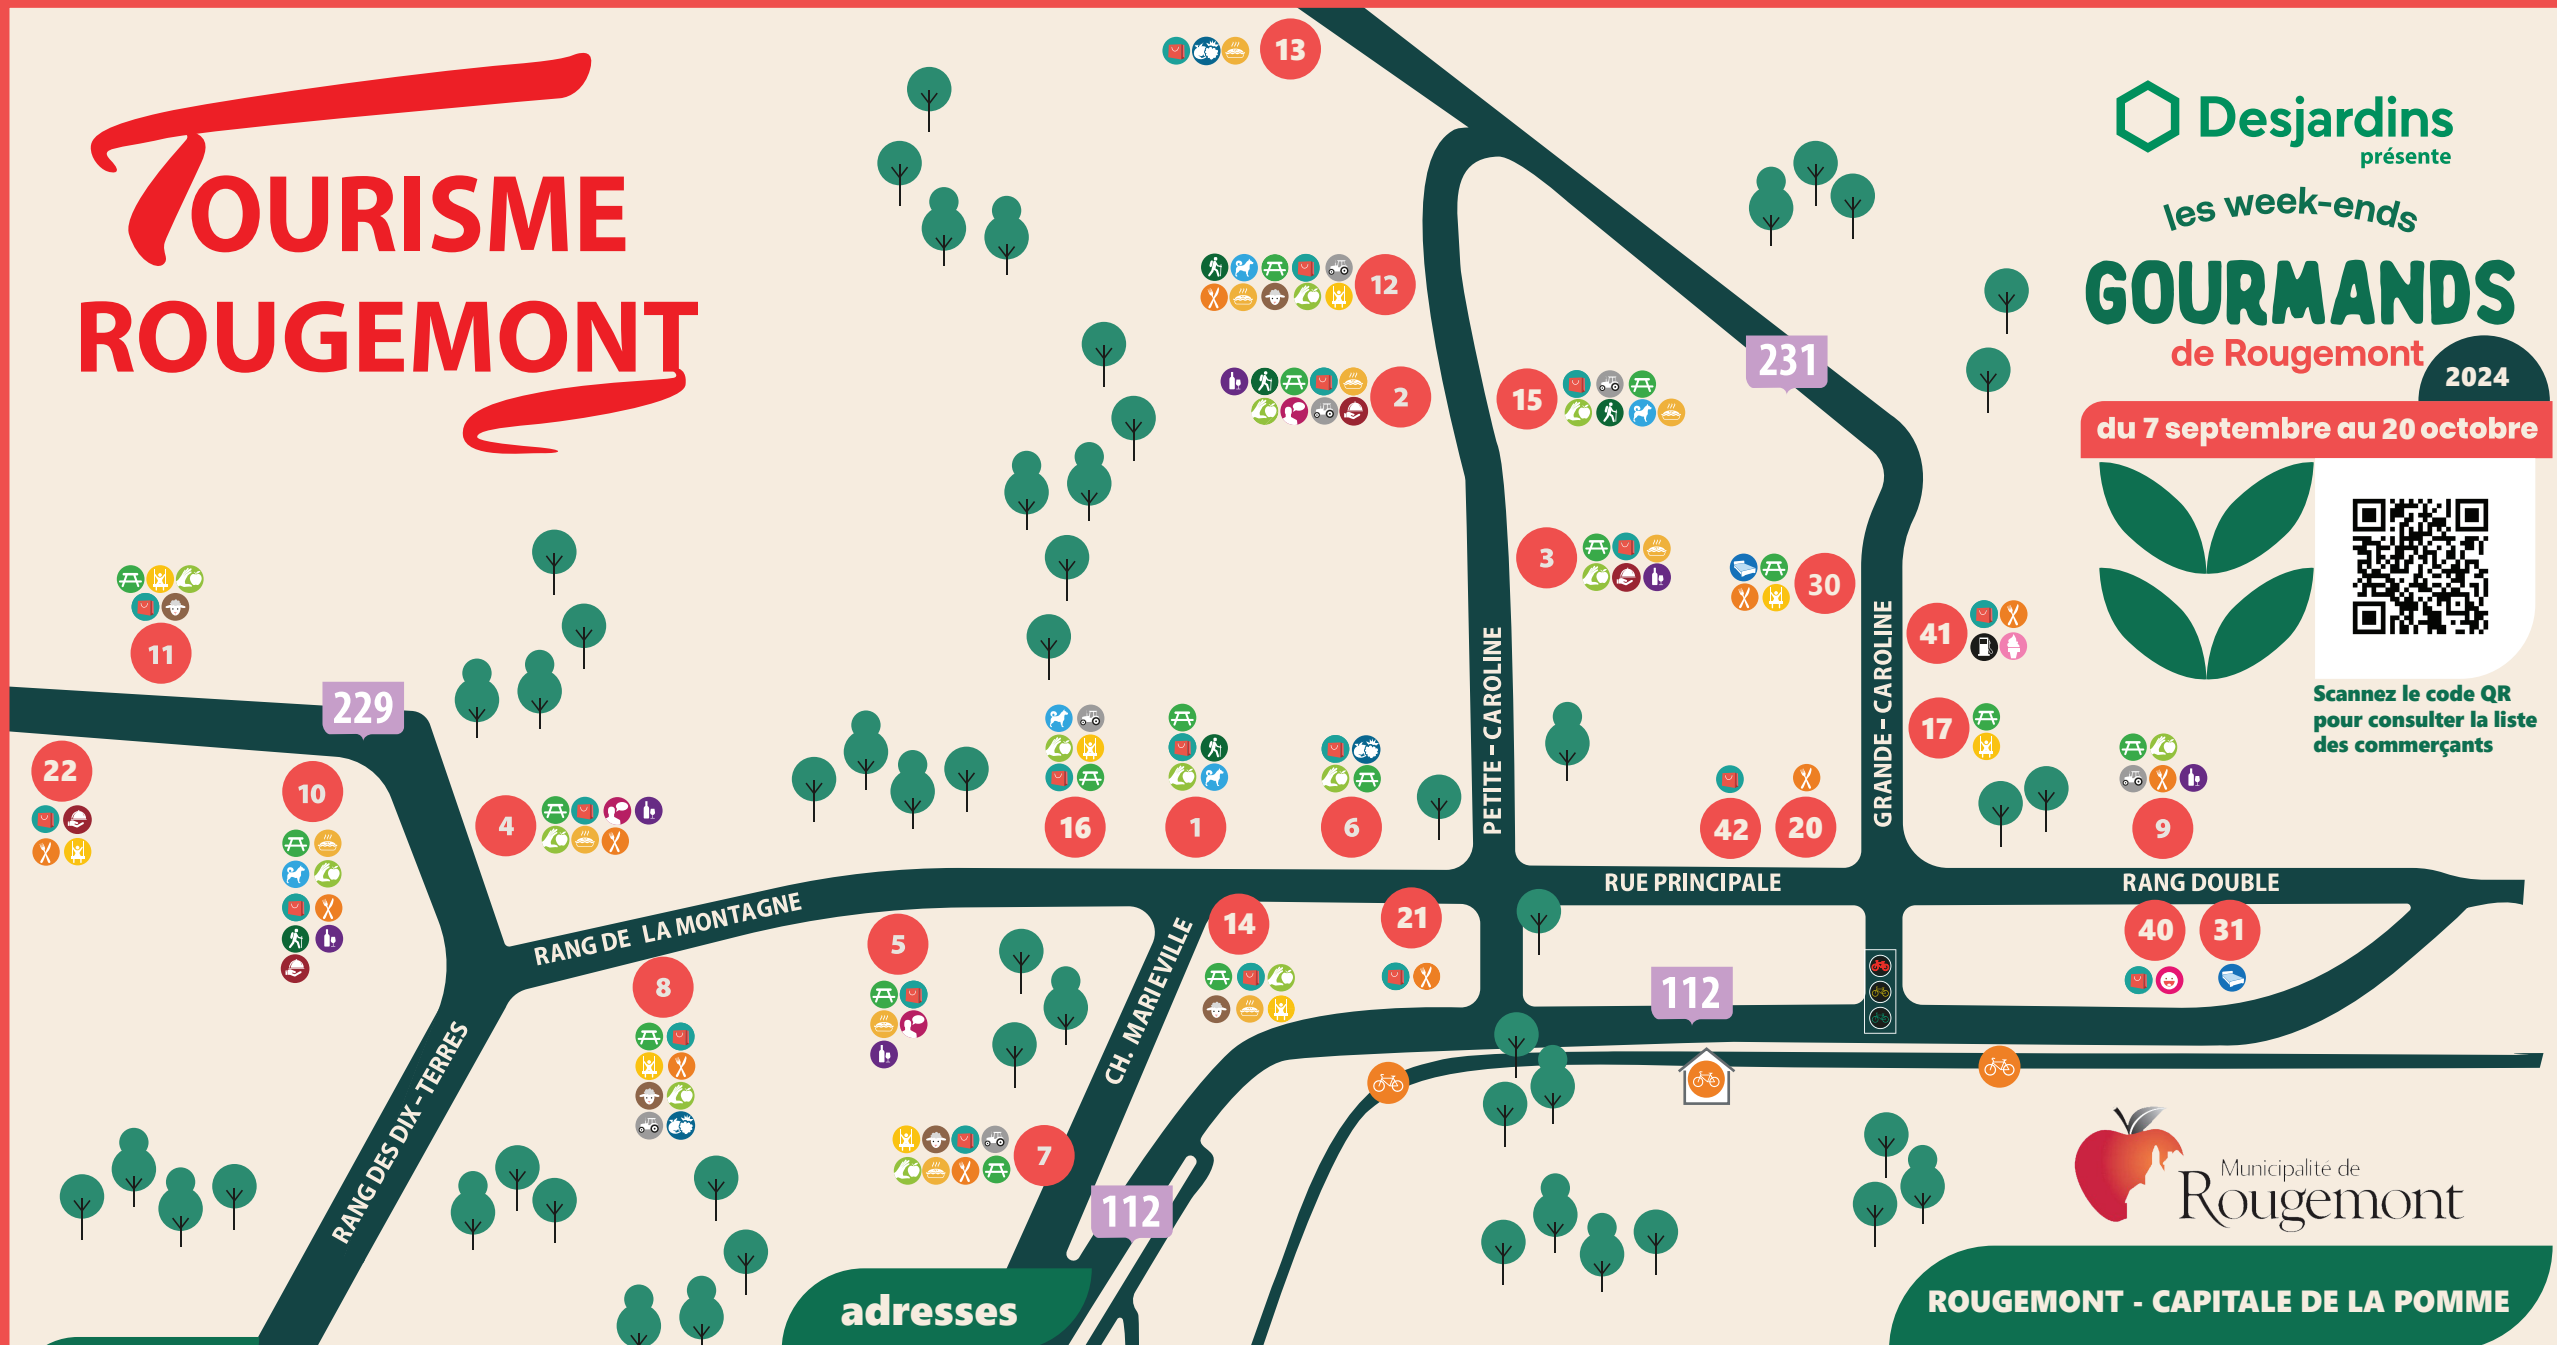 TOURISME
ROUGEMONT
Desjardins
présente
les week-ends
GOURMANDS
de Rougemont
2024
du 7 septembre au 20 octobre
Scannez le code QR
pour consulter la liste
des commerçants
13
12
2
15
231
3
30
41
17
11
229
22
10
4
16
1
6
PETITE - CAROLINE
42
20
GRANDE - CAROLINE
9
RANG DE LA MONTAGNE
RUE PRINCIPALE
RANG DOUBLE
5
8
CH. MARIEVILLE
14
21
112
40
31
RANG DES DIX - TERRES
7
112
Municipalité de
Rougemont
adresses
ROUGEMONT - CAPITALE DE LA POMME